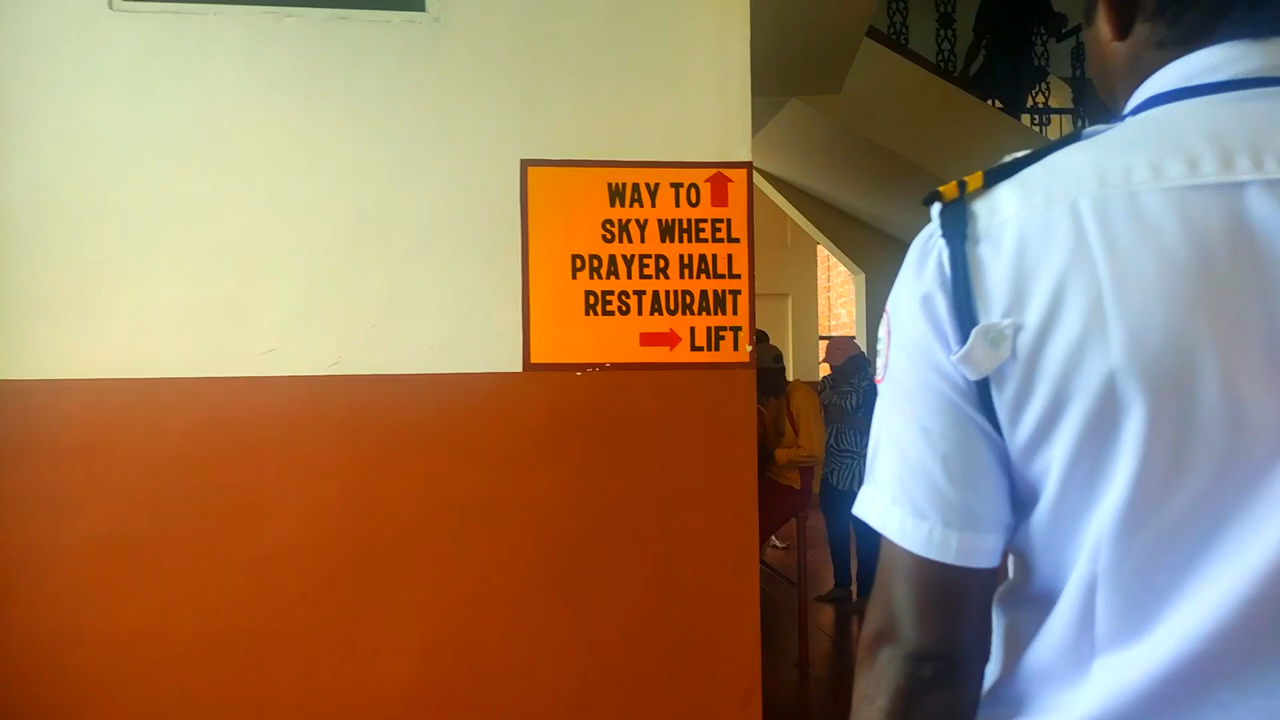 WAY TO
SKY WHEEL
PRAYER HALL
RESTAURANT
LIFT